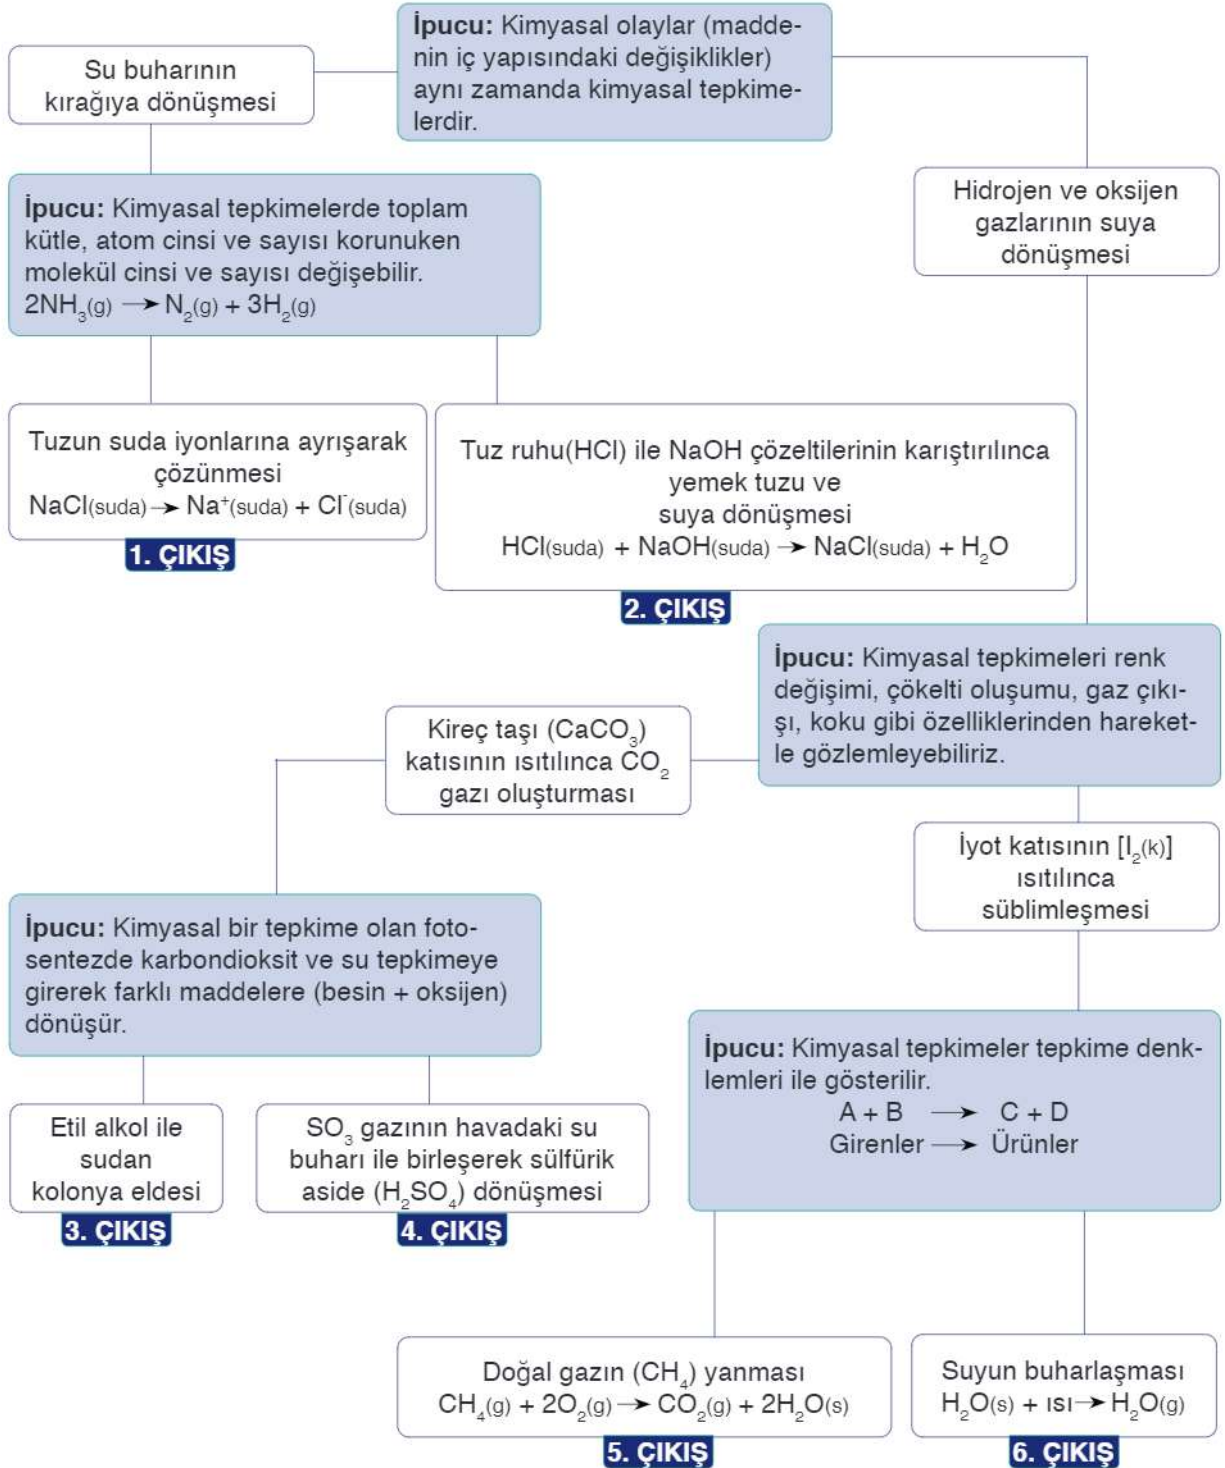 İpucu: Kimyasal olaylar (madde-
nin iç yapısındaki değişiklikler)
aynı zamanda kimyasal tepkime-
lerdir.
Su buharının
kırağıya dönüşmesi
Hidrojen ve oksijen
gazlarının suya
dönüşmesi
İpucu: Kimyasal tepkimelerde toplam
kütle, atom cinsi ve sayısı korunuken
molekül cinsi ve sayısı değişebilir.
2NH₃(g) → N₂(g) + 3H₂(g)
Tuzun suda iyonlarına ayrışarak
çözünmesi
NaCl(suda) → Na⁺(suda) + Cl⁻(suda)
1. ÇIKIŞ
Tuz ruhu(HCl) ile NaOH çözeltilerinin karıştırılınca
yemek tuzu ve
suya dönüşmesi
HCl(suda) + NaOH(suda) → NaCl(suda) + H₂O
2. ÇIKIŞ
İpucu: Kimyasal tepkimeleri renk
değişimi, çökelti oluşumu, gaz çıkı-
şı, koku gibi özelliklerinden hareket-
le gözlemleyebiliriz.
Kireç taşı (CaCO₃)
katısının ısıtılınca CO₂
gazı oluşturması
İyot katısının [I₂(k)]
ısıtılınca
süblimleşmesi
İpucu: Kimyasal bir tepkime olan foto-
sentezde karbondioksit ve su tepkimeye
girerek farklı maddelere (besin + oksijen)
dönüşür.
Etil alkol ile
sudan
kolonya eldesi
3. ÇIKIŞ
SO₃ gazının havadaki su
buharı ile birleşerek sülfürik
aside (H₂SO₄) dönüşmesi
4. ÇIKIŞ
İpucu: Kimyasal tepkimeler tepkime denk-
lemleri ile gösterilir.
A + B → C + D
Girenler → Ürünler
Doğal gazın (CH₄) yanması
CH₄(g) + 2O₂(g) → CO₂(g) + 2H₂O(s)
5. ÇIKIŞ
Suyun buharlaşması
H₂O(s) + ısı → H₂O(g)
6. ÇIKIŞ